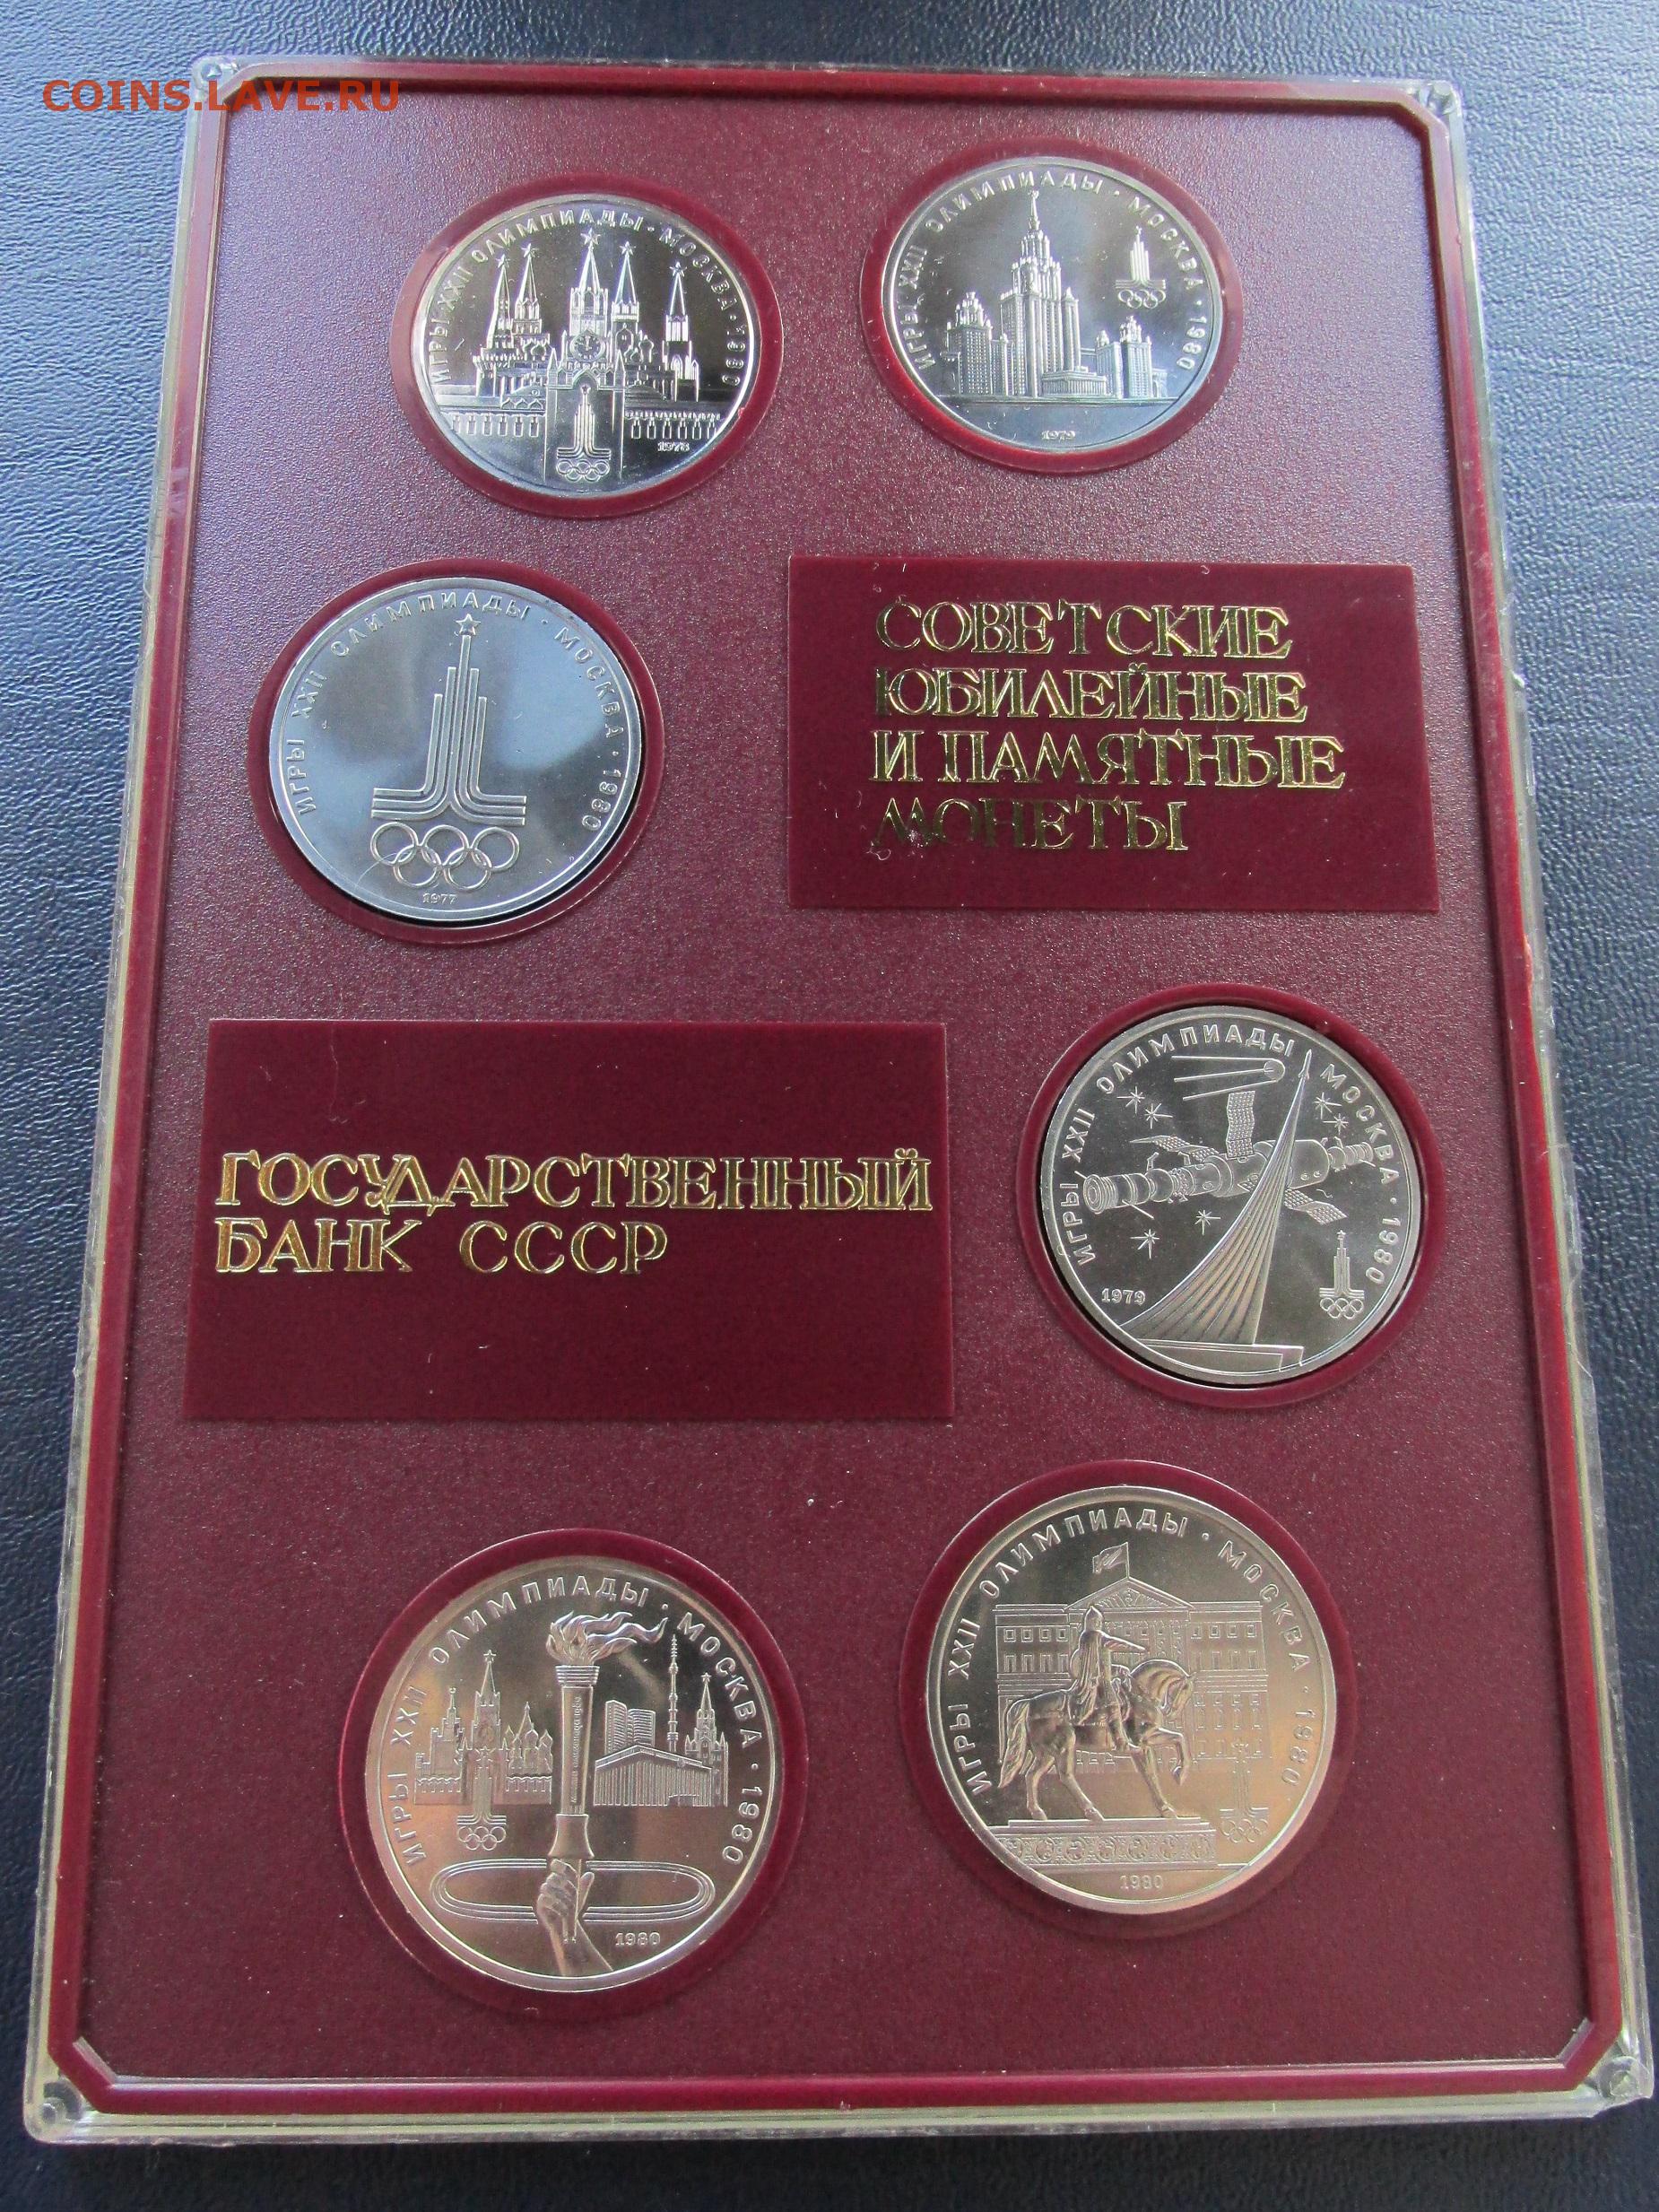 COINS.LAVE.RU
ИГРЫ XXII ОЛИМПИАДЫ · МОСКВА · 1980
1978
ИГРЫ XXII ОЛИМПИАДЫ · МОСКВА · 1980
1979
ИГРЫ XXII ОЛИМПИАДЫ · МОСКВА · 1980
1977
СОВЕТСКИЕ
ЮБИЛЕЙНЫЕ
И ПАМЯТНЫЕ
МОНЕТЫ
ГОСУДАРСТВЕННЫЙ
БАНК СССР
ИГРЫ XXII ОЛИМПИАДЫ МОСКВА · 1980
1979
ИГРЫ XXII ОЛИМПИАДЫ · МОСКВА · 1980
1980
ИГРЫ XXII ОЛИМПИАДЫ · МОСКВА · 1980
1980